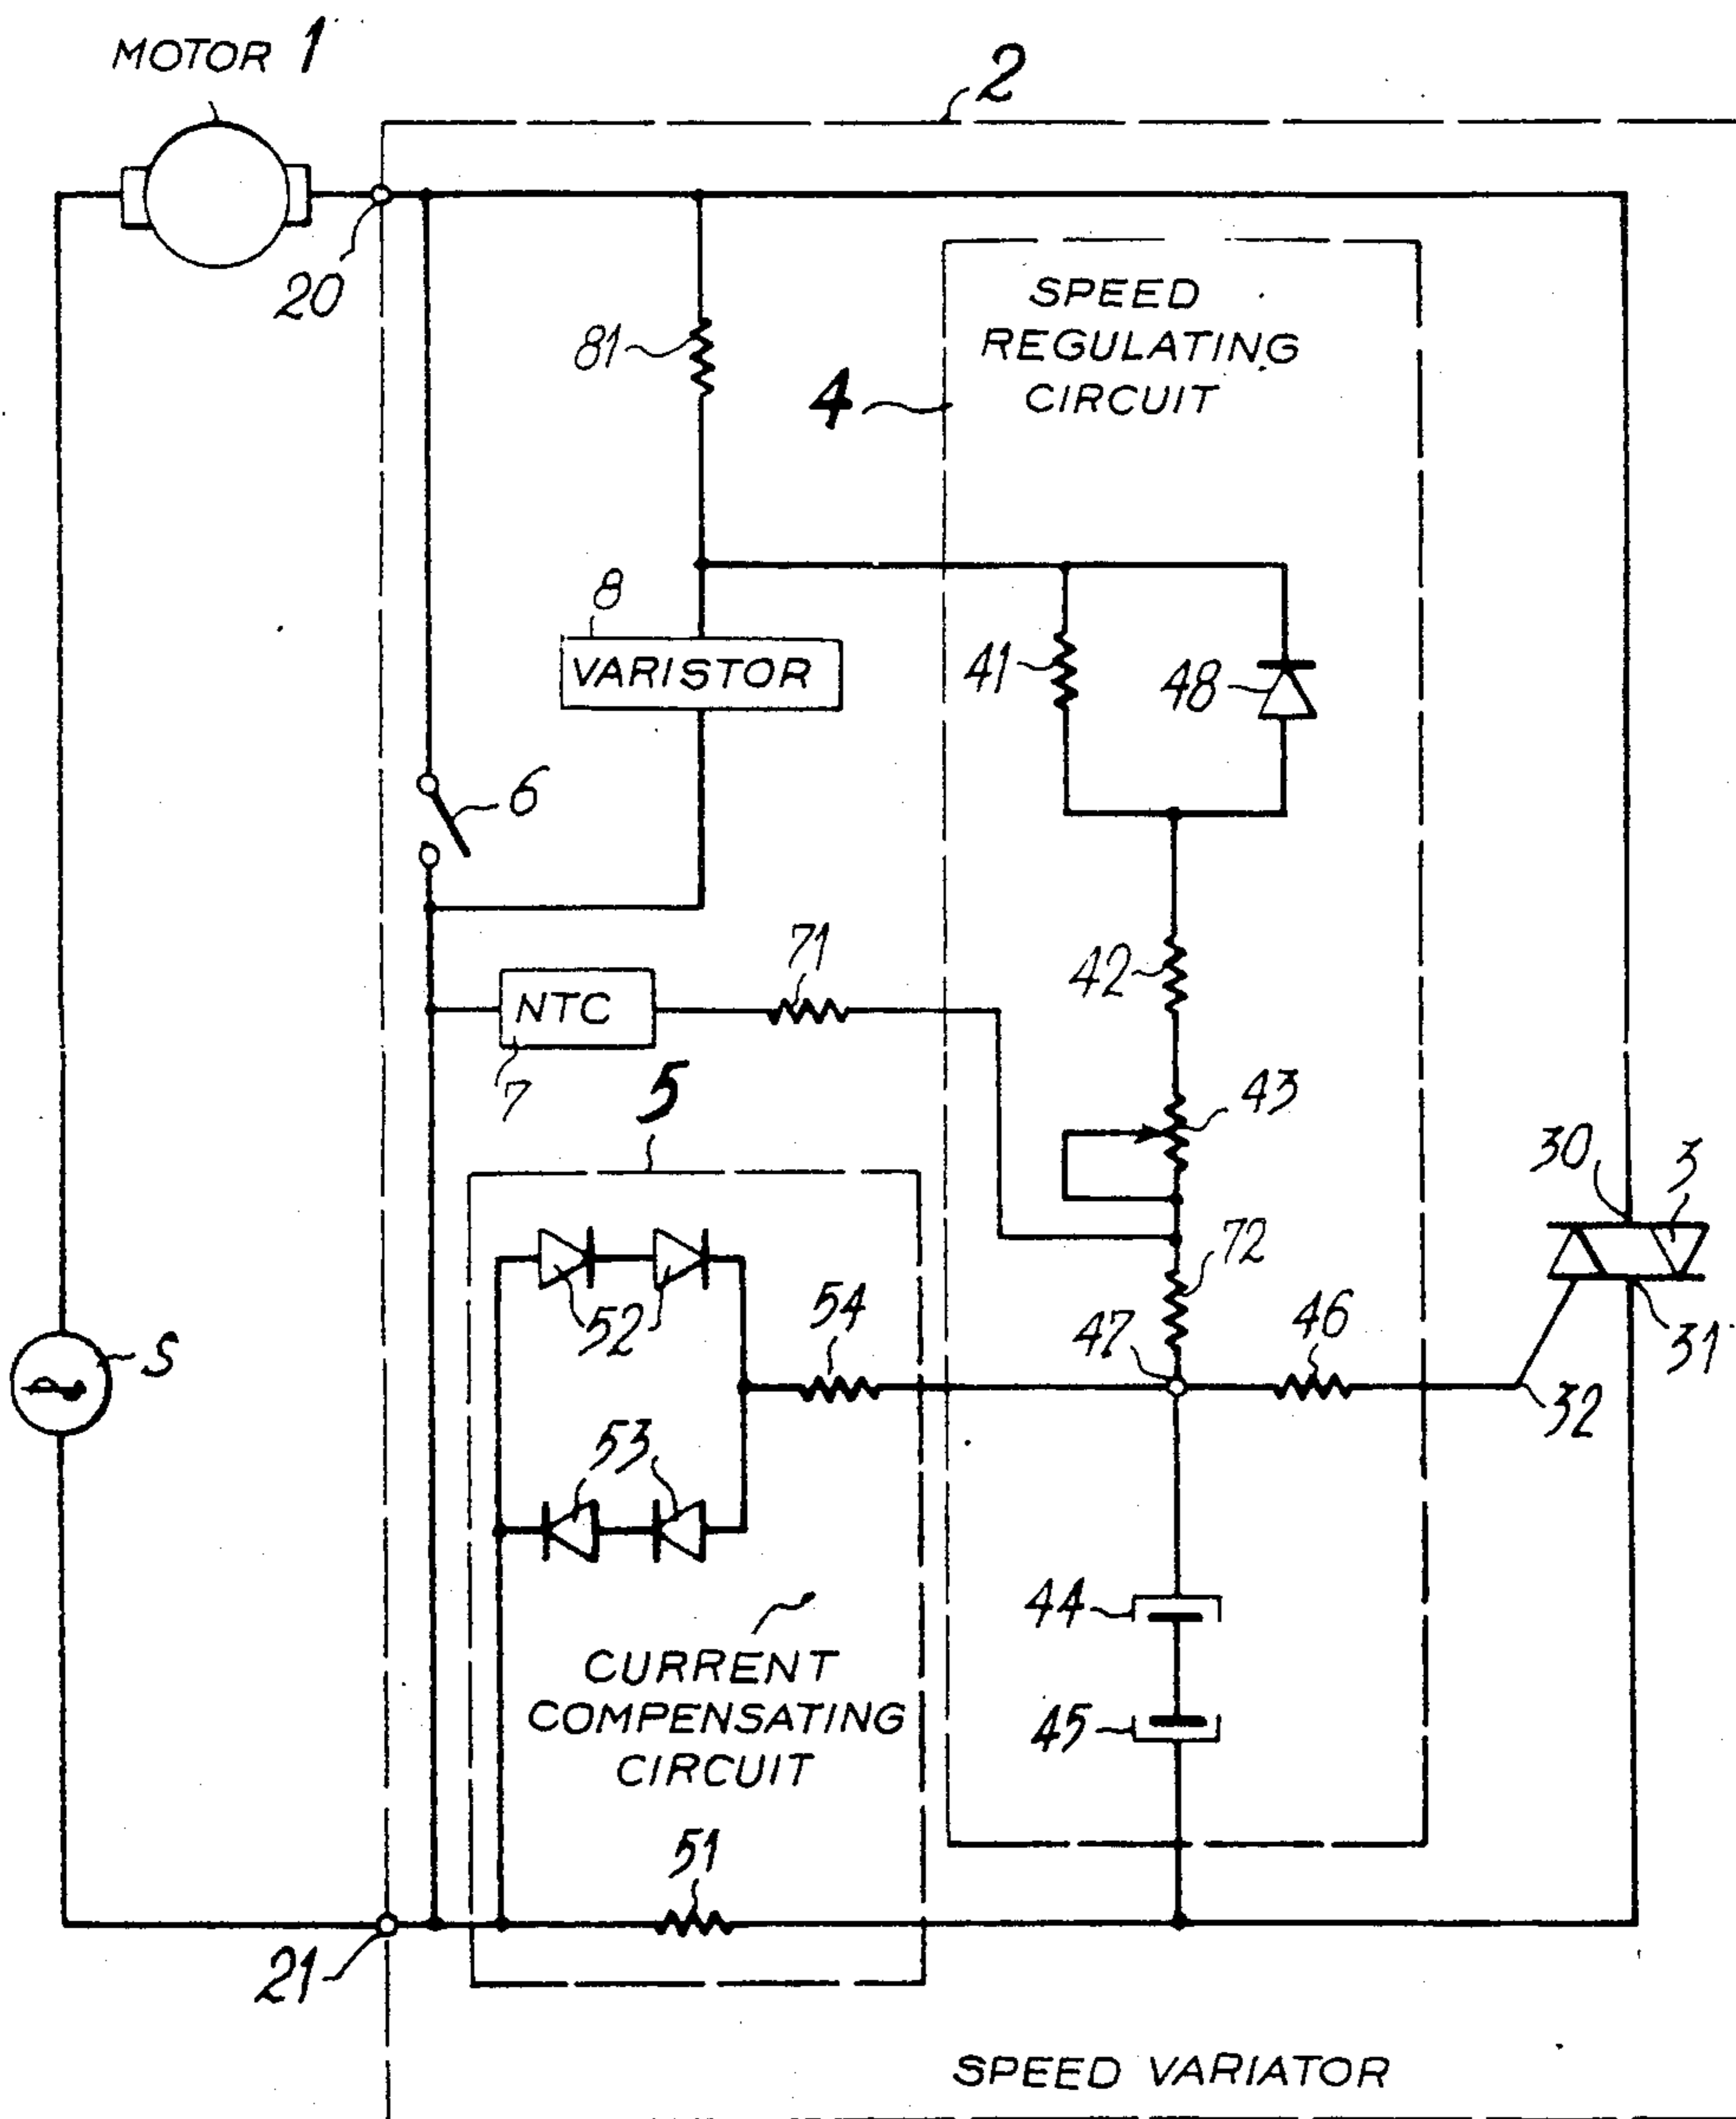 MOTOR 1
2
20
81
SPEED
REGULATING
CIRCUIT
4
8
VARISTOR
41
48
6
71
42
NTC
7
5
43
30
3
72
52
54
47
46
31
S
32
53
44
CURRENT
COMPENSATING
CIRCUIT
45
51
21
SPEED VARIATOR